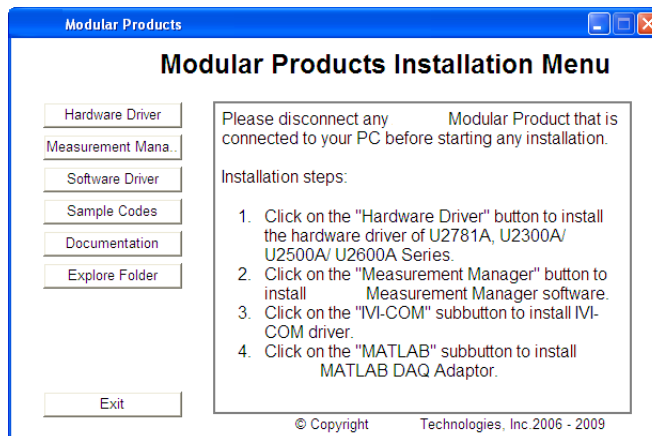 Modular Products
Modular Products Installation Menu
Hardware Driver
Measurement Mana..
Software Driver
Sample Codes
Documentation
Explore Folder
Exit
Please disconnect any Modular Product that is
connected to your PC before starting any installation.
Installation steps:
1. Click on the "Hardware Driver" button to install
the hardware driver of U2781A, U2300A/
U2500A/ U2600A Series.
2. Click on the "Measurement Manager" button to
install Measurement Manager software.
3. Click on the "IVI-COM" subbutton to install IVI-
COM driver.
4. Click on the "MATLAB" subbutton to install
MATLAB DAQ Adaptor.
© Copyright Technologies, Inc.2006 - 2009